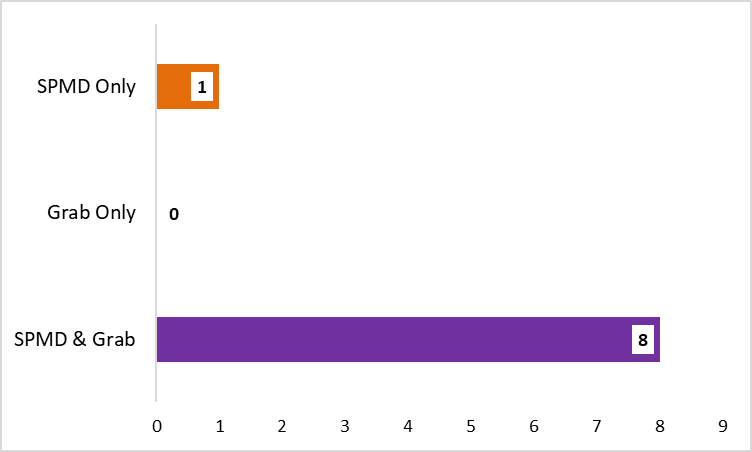 SPMD Only
1
Grab Only
0
SPMD & Grab
8
0 1 2 3 4 5 6 7 8 9